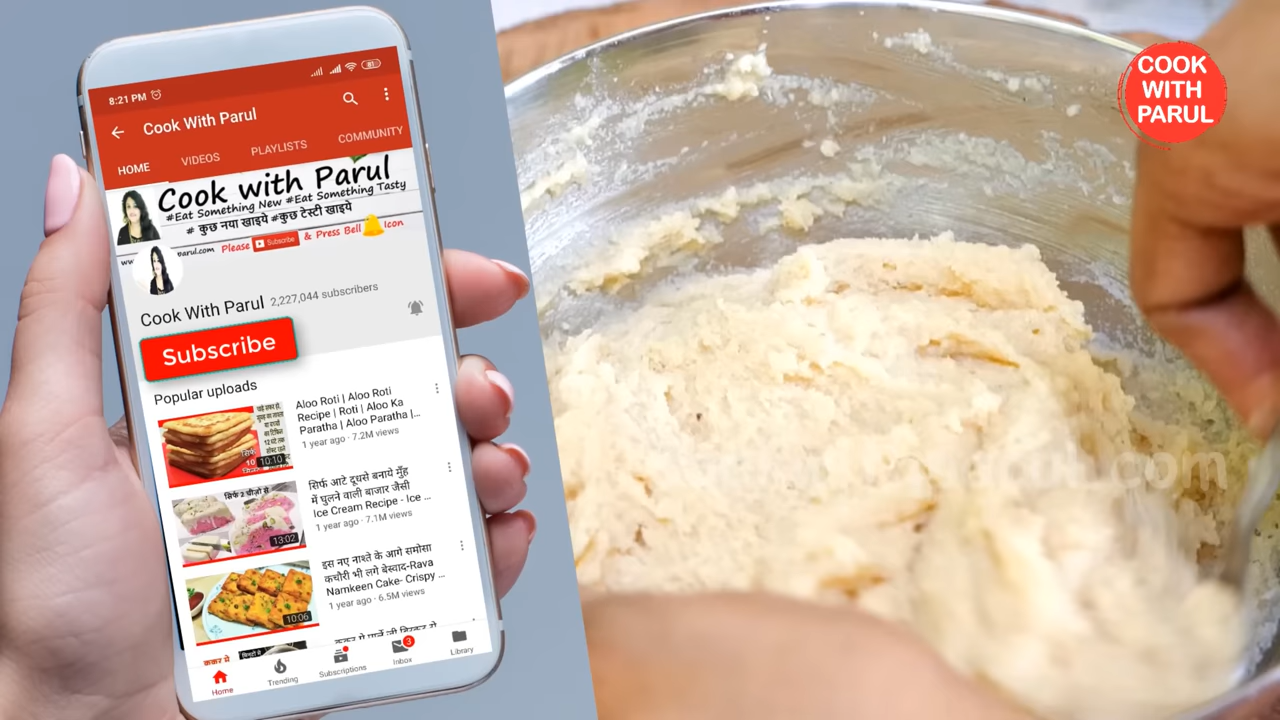 8:21 PM
Cook With Parul
HOME VIDEOS PLAYLISTS COMMUNITY
Cook with Parul
#Eat Something New #Eat Something Tasty
# कुछ नया खाइये #कुछ टेस्टी खाइये
parul.com Please Subscribe & Press Bell Icon
Cook With Parul 2,227,044 subscribers
Subscribe
Popular uploads
Aloo Roti | Aloo Roti
Recipe | Roti | Aloo Ka
Paratha | Aloo Paratha |...
1 year ago · 7.2M views
10:10
सिर्फ 2 चीज़ों से
सिर्फ आटे दूधसे बनाये मुँह
में घुलने वाली बाजार जैसी
Ice Cream Recipe - Ice ...
1 year ago · 7.1M views
13:02
इस नए नाश्ते के आगे समोसा
कचौरी भी लगे बेस्वाद-Rava
Namkeen Cake- Crispy ...
1 year ago · 6.5M views
10:06
कुकर मे
Home Trending Subscriptions Inbox 3 Library
COOK
WITH
PARUL
.com